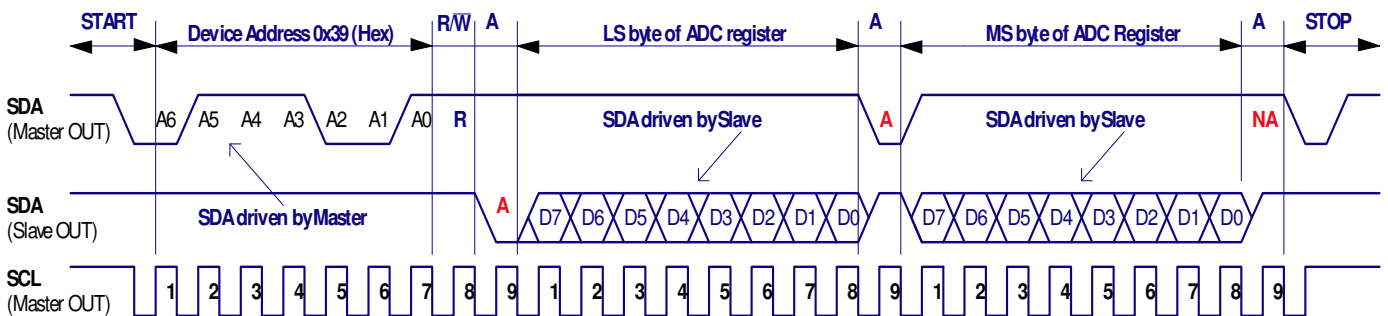 START Device Address 0x39 (Hex) R/W̅ A LS byte of ADC register A MS byte of ADC Register A STOP
SDA A6 A5 A4 A3 A2 A1 A0 R SDA driven by Slave A SDA driven by Slave NA
(Master OUT)
SDA SDA driven by Master A D7 D6 D5 D4 D3 D2 D1 D0 D7 D6 D5 D4 D3 D2 D1 D0
(Slave OUT)
SCL 1 2 3 4 5 6 7 8 9 1 2 3 4 5 6 7 8 9 1 2 3 4 5 6 7 8 9
(Master OUT)